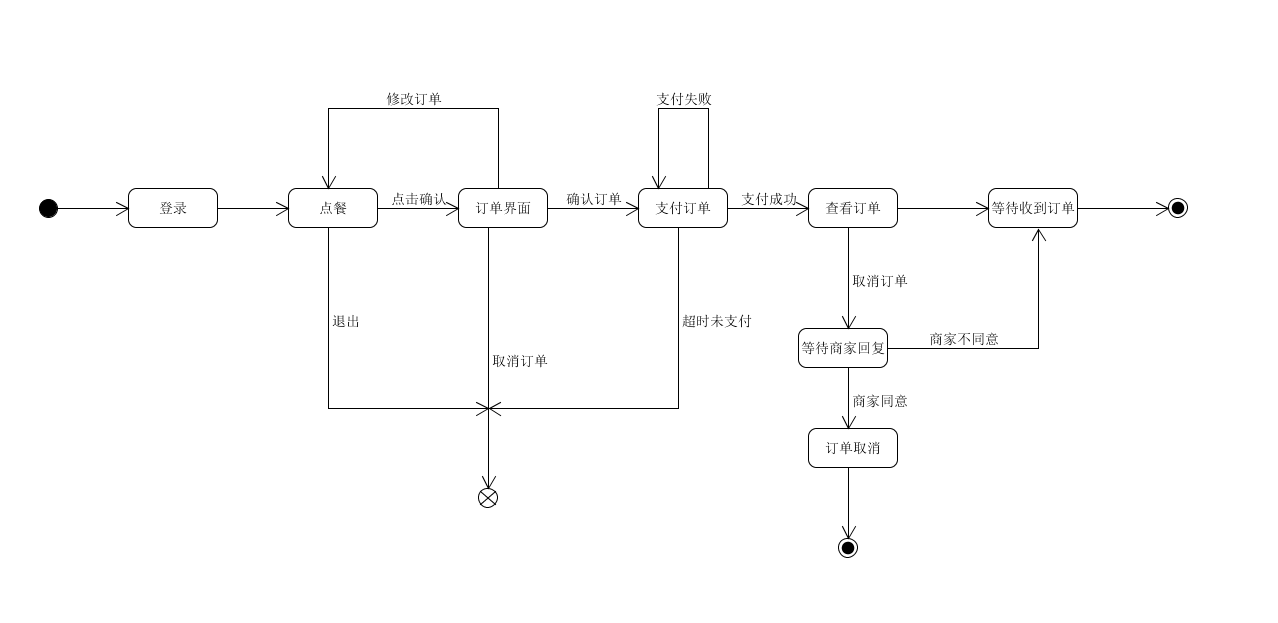 修改订单
支付失败
登录
点餐
点击确认
订单界面
确认订单
支付订单
支付成功
查看订单
等待收到订单
取消订单
退出
超时未支付
商家不同意
等待商家回复
取消订单
商家同意
订单取消